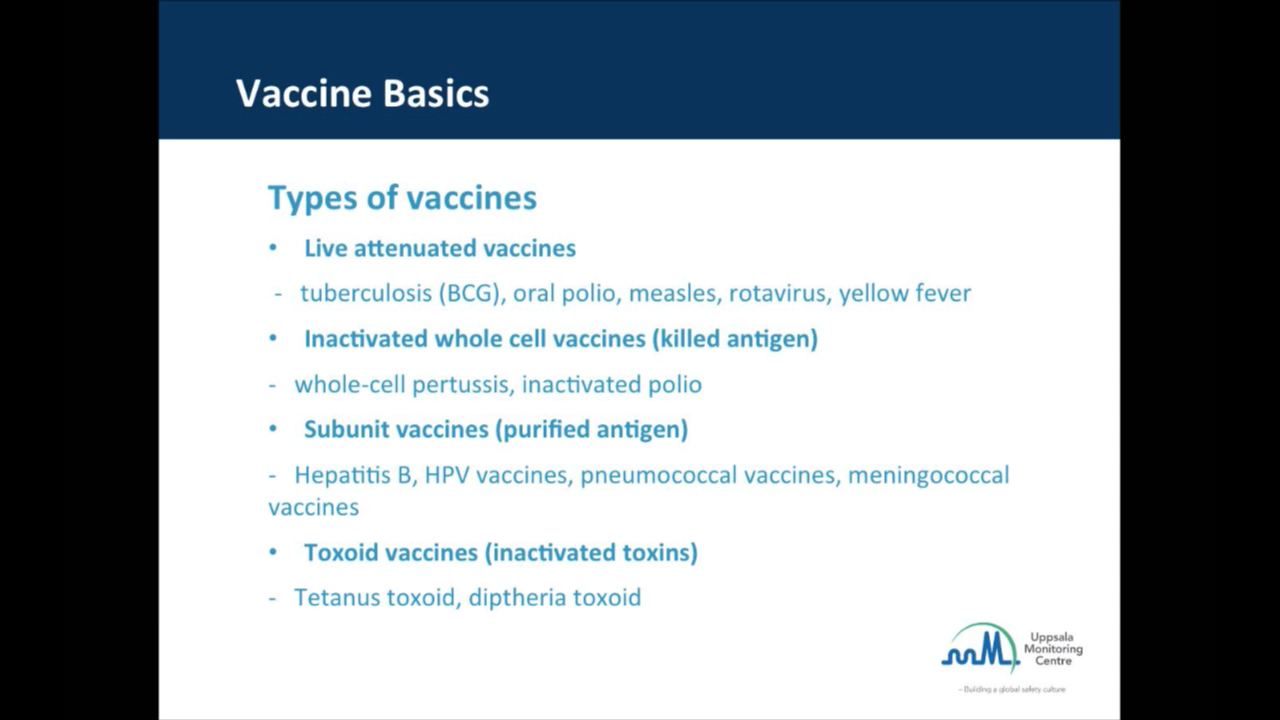 Vaccine Basics
Types of vaccines
• Live attenuated vaccines
- tuberculosis (BCG), oral polio, measles, rotavirus, yellow fever
• Inactivated whole cell vaccines (killed antigen)
- whole-cell pertussis, inactivated polio
• Subunit vaccines (purified antigen)
- Hepatitis B, HPV vaccines, pneumococcal vaccines, meningococcal
vaccines
• Toxoid vaccines (inactivated toxins)
- Tetanus toxoid, diptheria toxoid
Uppsala
Monitoring
Centre
– Building a global safety culture